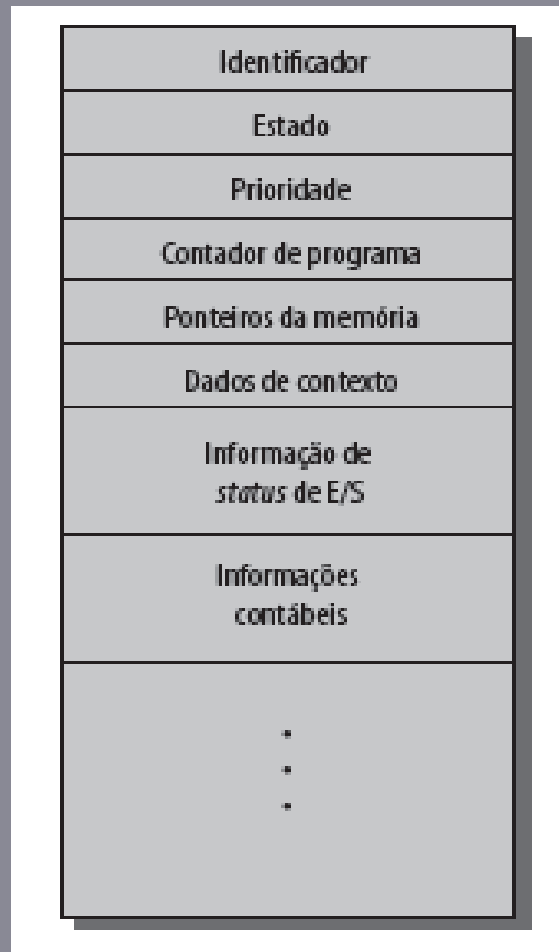 Identificador
Estado
Prioridade
Contador de programa
Ponteiros da memória
Dados de contexto
Informação de
status de E/S
Informações
contábeis
.
.
.